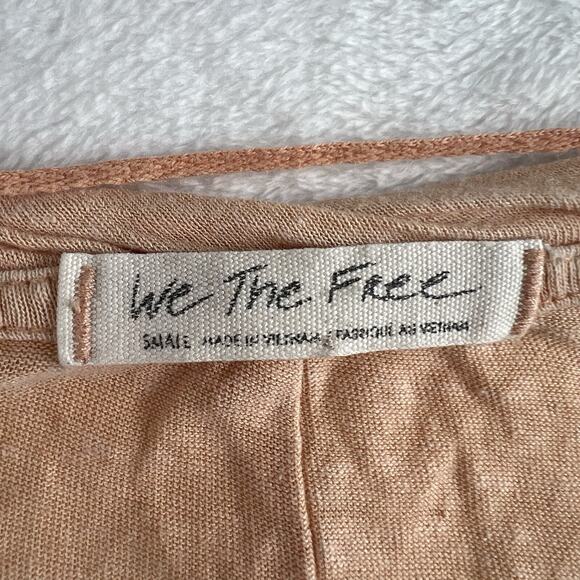 We The Free
SMALL MADE IN VIETNAM / FABRIQUE AU VIETNAM